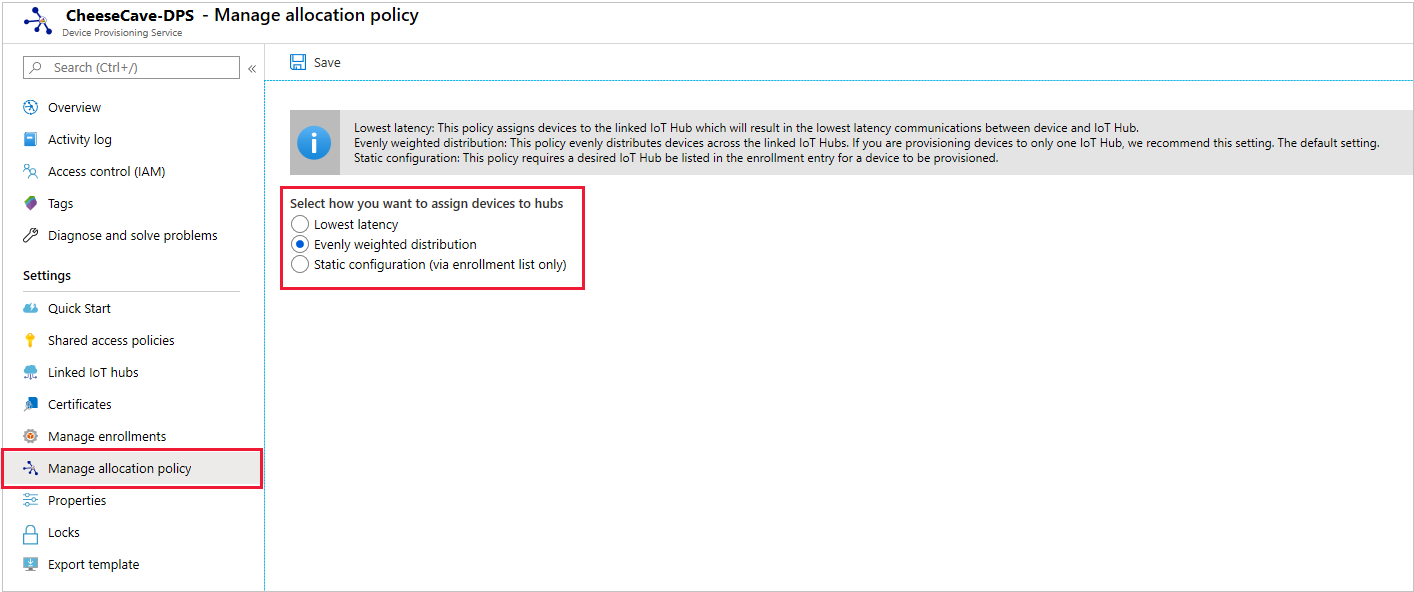 CheeseCave-DPS - Manage allocation policy
Device Provisioning Service
Search (Ctrl+/)
«
Overview
Activity log
Access control (IAM)
Tags
Diagnose and solve problems
Settings
Quick Start
Shared access policies
Linked IoT hubs
Certificates
Manage enrollments
Manage allocation policy
Properties
Locks
Export template
Save
Lowest latency: This policy assigns devices to the linked IoT Hub which will result in the lowest latency communications between device and IoT Hub.
Evenly weighted distribution: This policy evenly distributes devices across the linked IoT Hubs. If you are provisioning devices to only one IoT Hub, we recommend this setting. The default setting.
Static configuration: This policy requires a desired IoT Hub be listed in the enrollment entry for a device to be provisioned.
Select how you want to assign devices to hubs
Lowest latency
Evenly weighted distribution
Static configuration (via enrollment list only)